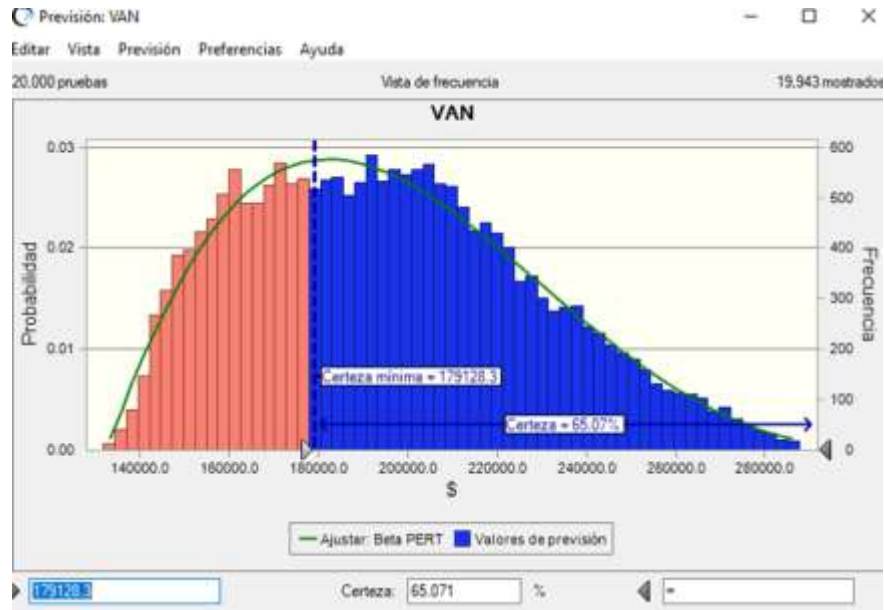 Previsión: VAN
Editar Vista Previsión Preferencias Ayuda
20.000 pruebas Vista de frecuencia 19.943 mostrados
VAN
0.03 600
500
0.02 400
300
0.01
100
0.00 0
Probabilidad
Frecuencia
Certeza mínima = 179128.3
Certeza = 65.07%
140000.0 160000.0 180000.0 200000.0 220000.0 240000.0 260000.0 280000.0
$
Ajustar: Beta PERT Valores de previsión
179128.3 Certeza: 65.071 %